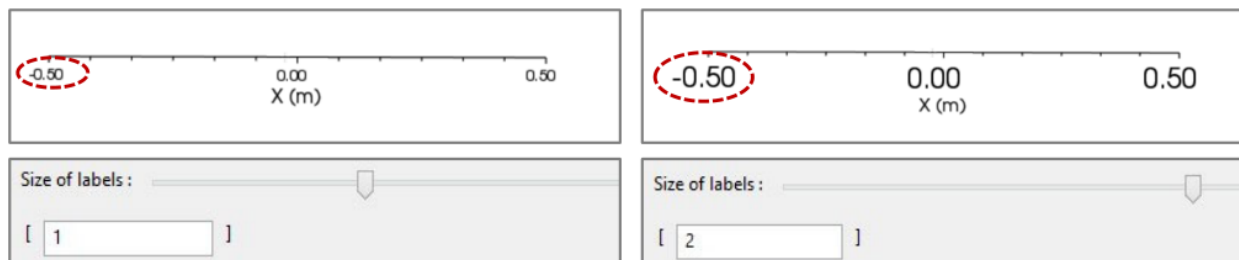 -0.50 0.00 0.50
X (m)
Size of labels :
[ 1 ]
-0.50 0.00 0.50
X (m)
Size of labels :
[ 2 ]